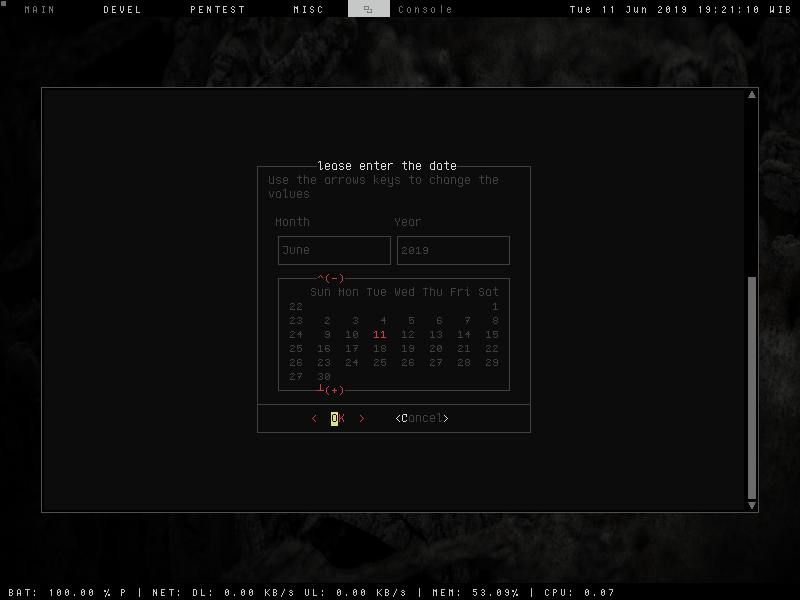 MAIN DEVEL PENTEST MISC Console Tue 11 Jun 2019 19:21:10 WIB
lease enter the date
Use the arrows keys to change the
values
Month Year
June 2019
^(-)
Sun Mon Tue Wed Thu Fri Sat
22 1
23 2 3 4 5 6 7 8
24 9 10 11 12 13 14 15
25 16 17 18 19 20 21 22
26 23 24 25 26 27 28 29
27 30
┴(+)
< OK > <Cancel>
BAT: 100.00 % P | NET: DL: 0.00 KB/s UL: 0.00 KB/s | MEM: 53.09% | CPU: 0.07